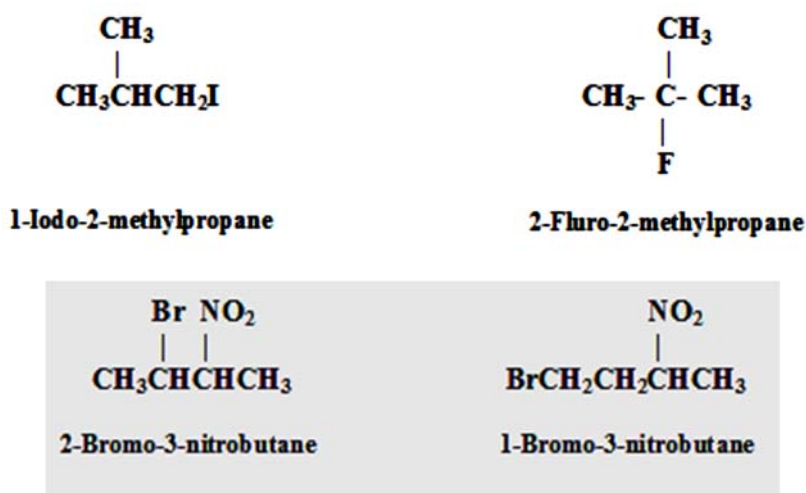 CH₃
|
CH₃CHCH₂I
1-Iodo-2-methylpropane
CH₃
|
CH₃- C- CH₃
|
F
2-Fluro-2-methylpropane
Br NO₂
| |
CH₃CHCHCH₃
2-Bromo-3-nitrobutane
NO₂
|
BrCH₂CH₂CHCH₃
1-Bromo-3-nitrobutane